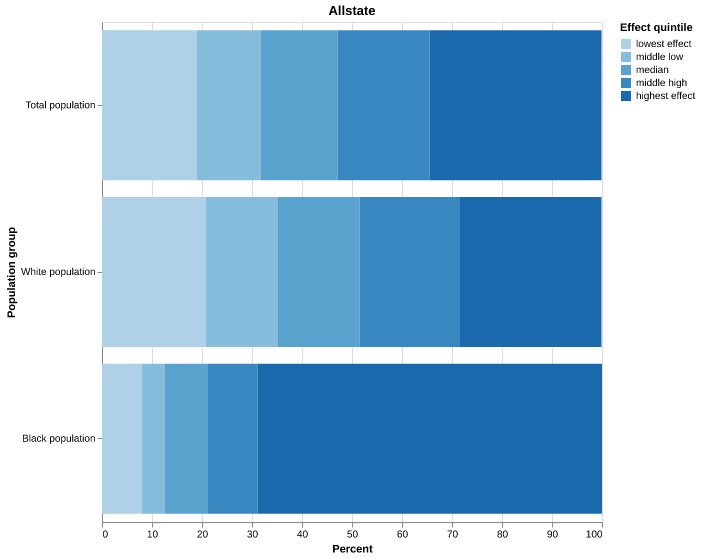 Allstate
Effect quintile
lowest effect
middle low
median
middle high
highest effect
Population group
Total population
White population
Black population
0 10 20 30 40 50 60 70 80 90 100
Percent